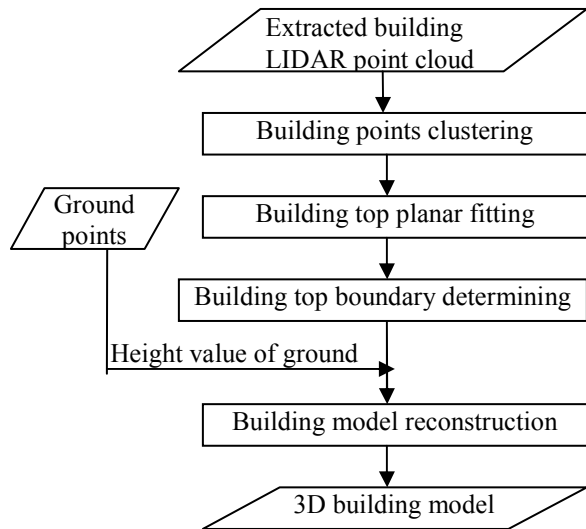 Extracted building
LIDAR point cloud
Building points clustering
Ground
points
Building top planar fitting
Building top boundary determining
Height value of ground
Building model reconstruction
3D building model